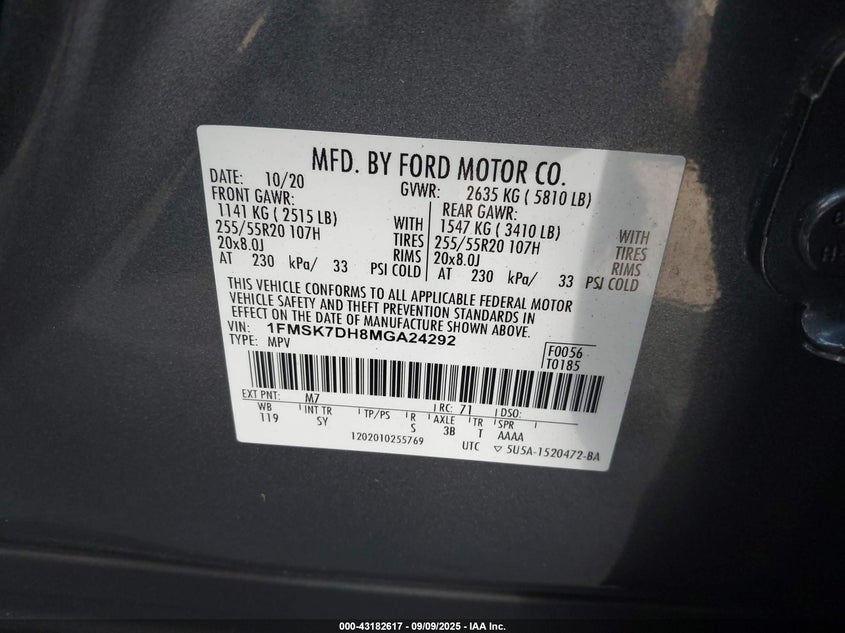 MFD. BY FORD MOTOR CO.
DATE: 10/20 GVWR: 2635 KG ( 5810 LB)
FRONT GAWR: REAR GAWR:
1141 KG ( 2515 LB) WITH 1547 KG ( 3410 LB) WITH
255/55R20 107H TIRES 255/55R20 107H TIRES
20x8.0J RIMS 20x8.0J RIMS
AT 230 kPa/ 33 PSI COLD AT 230 kPa/ 33 PSI COLD
THIS VEHICLE CONFORMS TO ALL APPLICABLE FEDERAL MOTOR
VEHICLE SAFETY AND THEFT PREVENTION STANDARDS IN
EFFECT ON THE DATE OF MANUFACTURE SHOWN ABOVE.
VIN: 1FMSK7DH8MGA24292
TYPE: MPV
F0056
T0185
EXT PNT: M7 RC: 71 DSO:
WB INT TR TP/PS R AXLE TR SPR
119 SY S 3B T AAAA
1202010255769 UTC ▽ 5U5A-1520472-BA
000-43182617 - 09/09/2025 - IAA Inc.